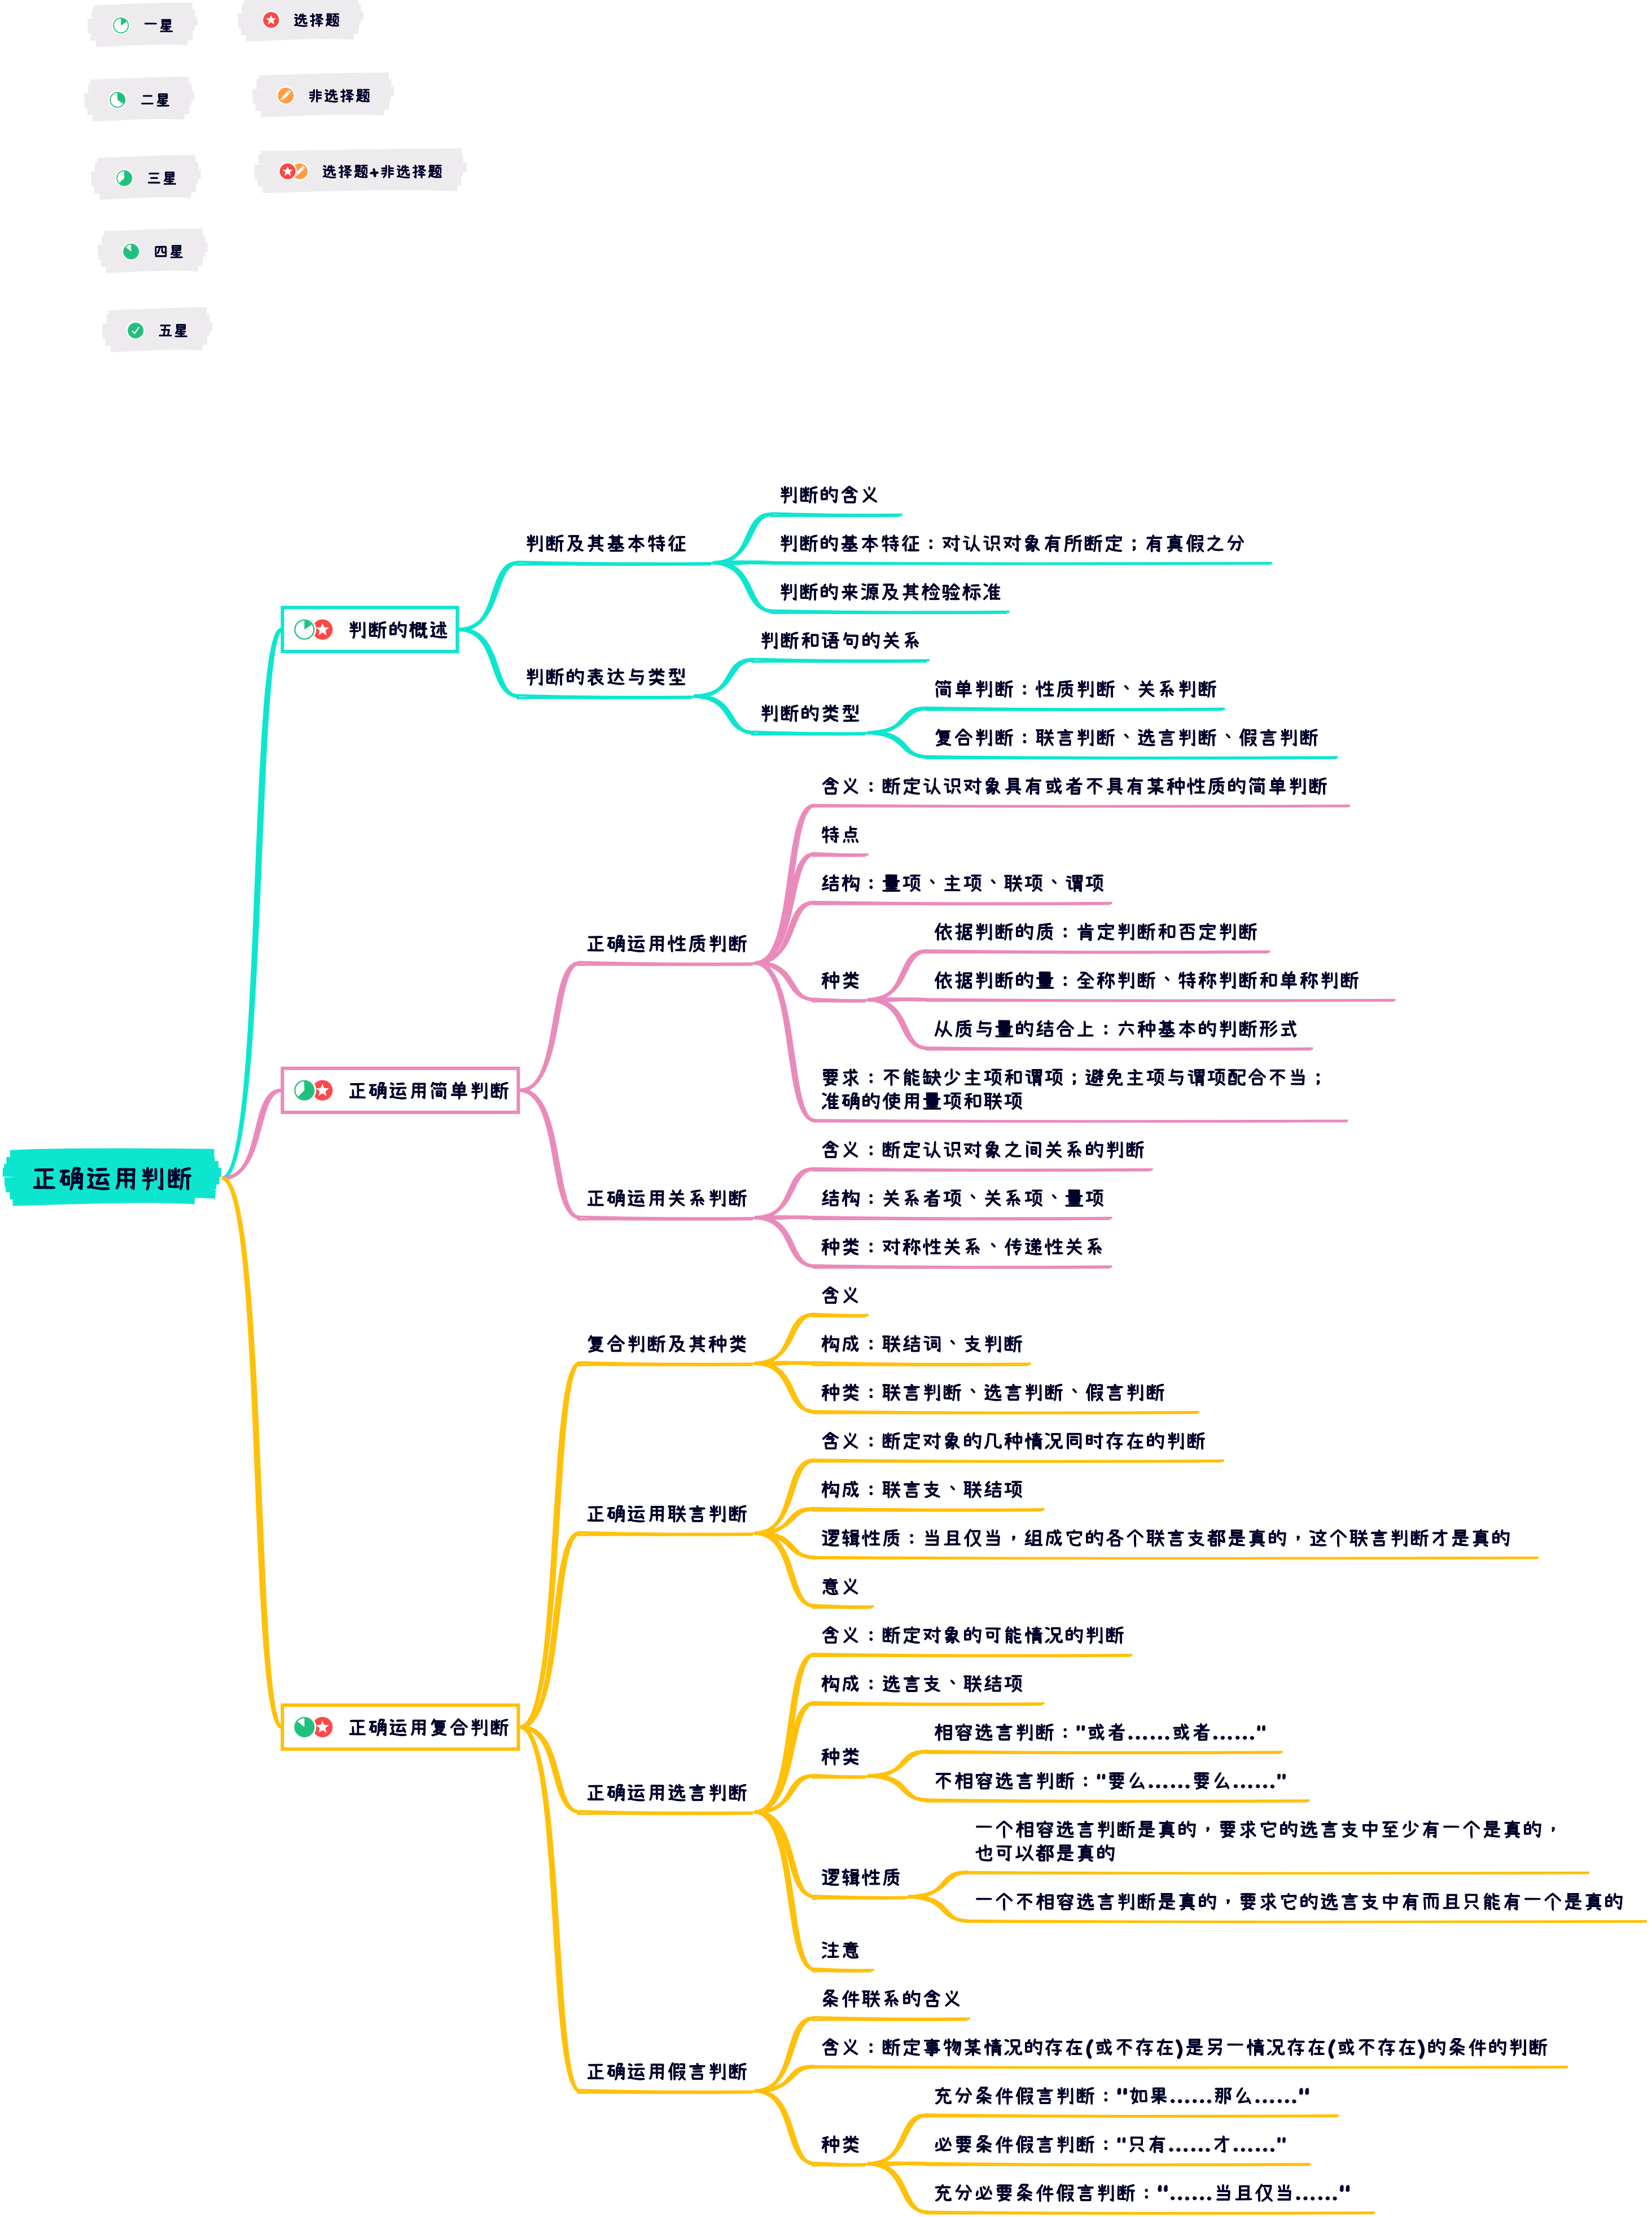 一星
选择题
二星
非选择题
三星
选择题+非选择题
四星
五星
判断的含义
判断及其基本特征
判断的基本特征：对认识对象有所断定；有真假之分
判断的来源及其检验标准
判断的概述
判断和语句的关系
判断的表达与类型
简单判断：性质判断、关系判断
判断的类型
复合判断：联言判断、选言判断、假言判断
含义：断定认识对象具有或者不具有某种性质的简单判断
特点
结构：量项、主项、联项、谓项
正确运用性质判断
依据判断的质：肯定判断和否定判断
种类
依据判断的量：全称判断、特称判断和单称判断
从质与量的结合上：六种基本的判断形式
要求：不能缺少主项和谓项；避免主项与谓项配合不当；
准确的使用量项和联项
正确运用简单判断
含义：断定认识对象之间关系的判断
正确运用判断
正确运用关系判断
结构：关系者项、关系项、量项
种类：对称性关系、传递性关系
含义
复合判断及其种类
构成：联结词、支判断
种类：联言判断、选言判断、假言判断
含义：断定对象的几种情况同时存在的判断
构成：联言支、联结项
正确运用联言判断
逻辑性质：当且仅当，组成它的各个联言支都是真的，这个联言判断才是真的
意义
含义：断定对象的可能情况的判断
构成：选言支、联结项
正确运用复合判断
相容选言判断："或者......或者......"
种类
不相容选言判断："要么......要么......"
正确运用选言判断
一个相容选言判断是真的，要求它的选言支中至少有一个是真的，
也可以都是真的
逻辑性质
一个不相容选言判断是真的，要求它的选言支中有而且只能有一个是真的
注意
条件联系的含义
含义：断定事物某情况的存在(或不存在)是另一情况存在(或不存在)的条件的判断
正确运用假言判断
充分条件假言判断："如果......那么......"
种类
必要条件假言判断："只有......才......"
充分必要条件假言判断："......当且仅当......"